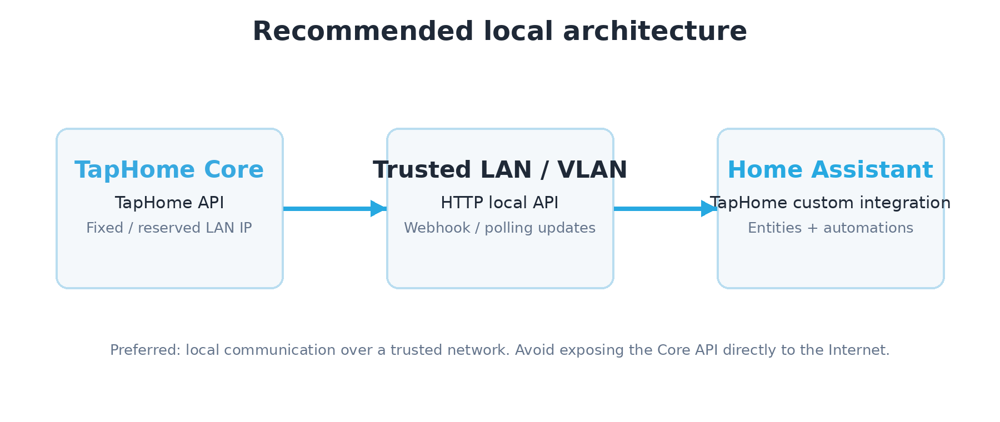 Recommended local architecture
TapHome Core
TapHome API
Fixed / reserved LAN IP
Trusted LAN / VLAN
HTTP local API
Webhook / polling updates
Home Assistant
TapHome custom integration
Entities + automations
Preferred: local communication over a trusted network. Avoid exposing the Core API directly to the Internet.